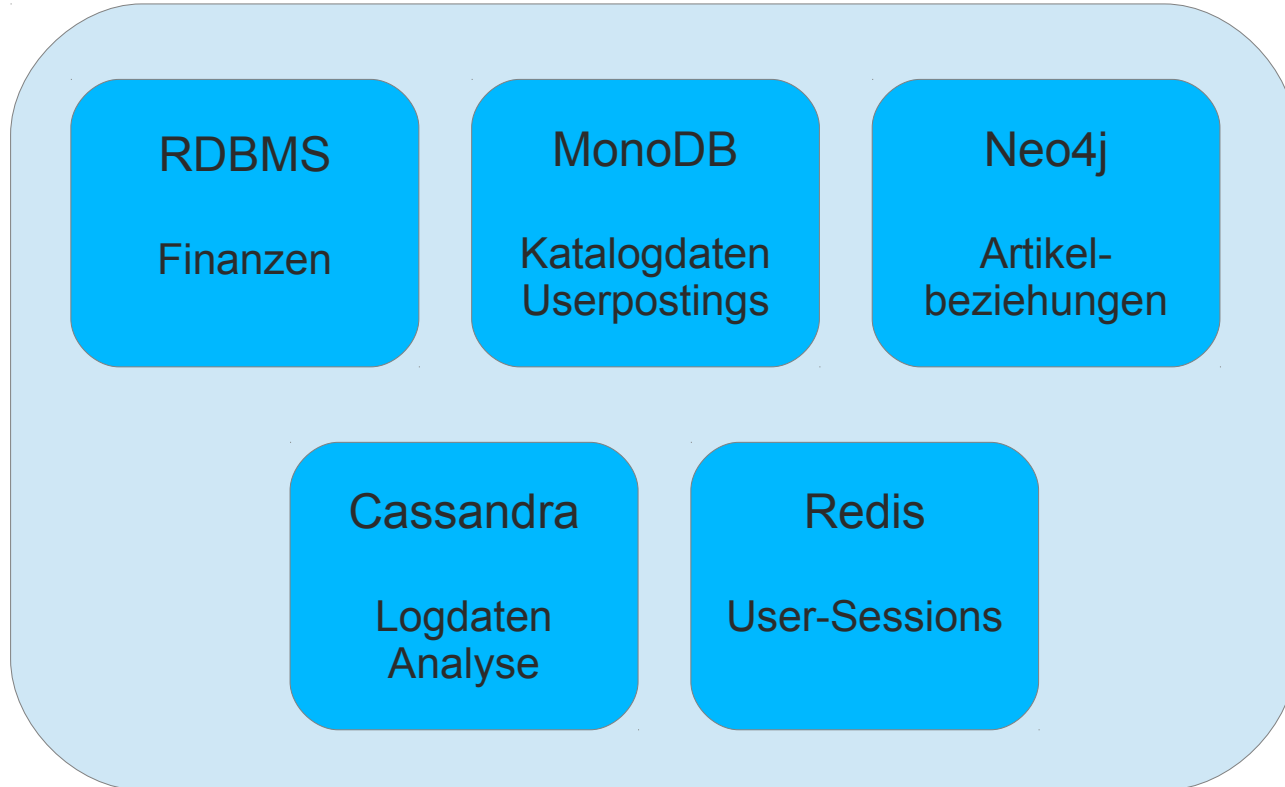 RDBMS
Finanzen
MonoDB
Katalogdaten
Userpostings
Neo4j
Artikel-
beziehungen
Cassandra
Logdaten
Analyse
Redis
User-Sessions